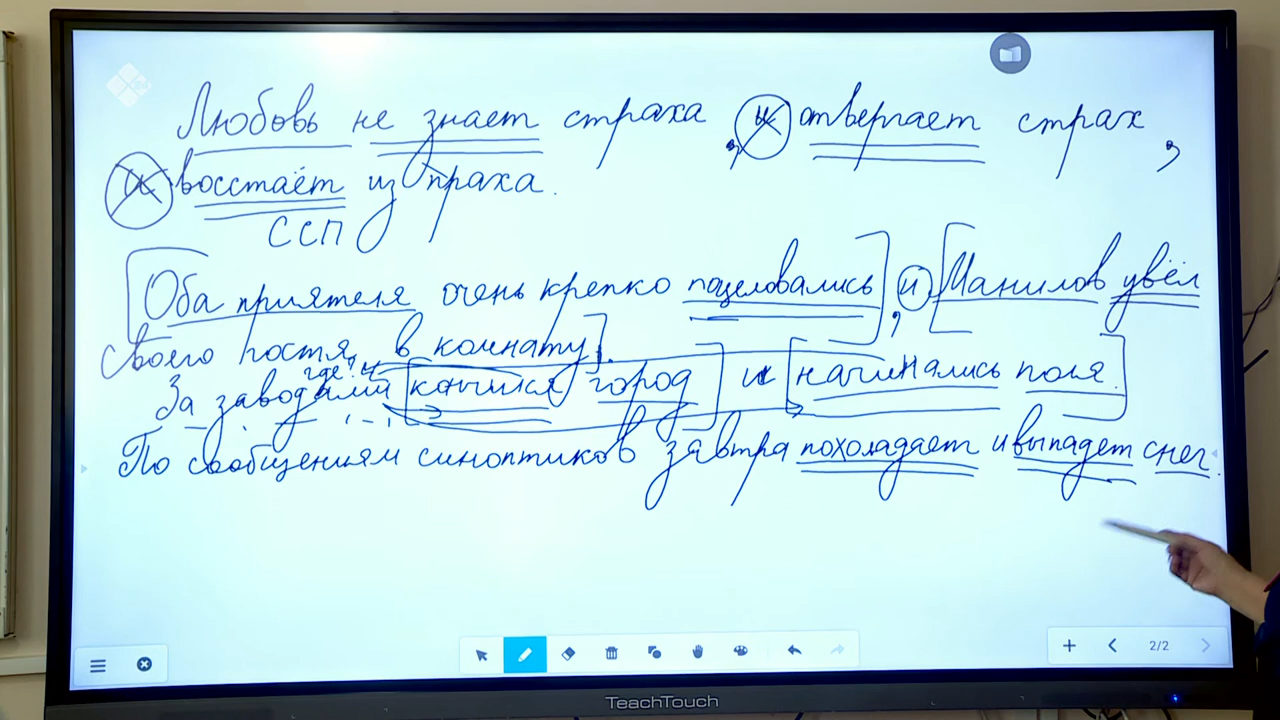 Любовь не знает страха, и отвергает страх,
и восстаёт из праха.
ССП
[Оба приятеля очень крепко поцеловались], и [Манилов увёл
своего гостя в комнату].
где?
За заводами [кончился город] и [начинались поля.]
По сообщениям синоптиков завтра похолодает и выпадет снег.
2/2
TeachTouch